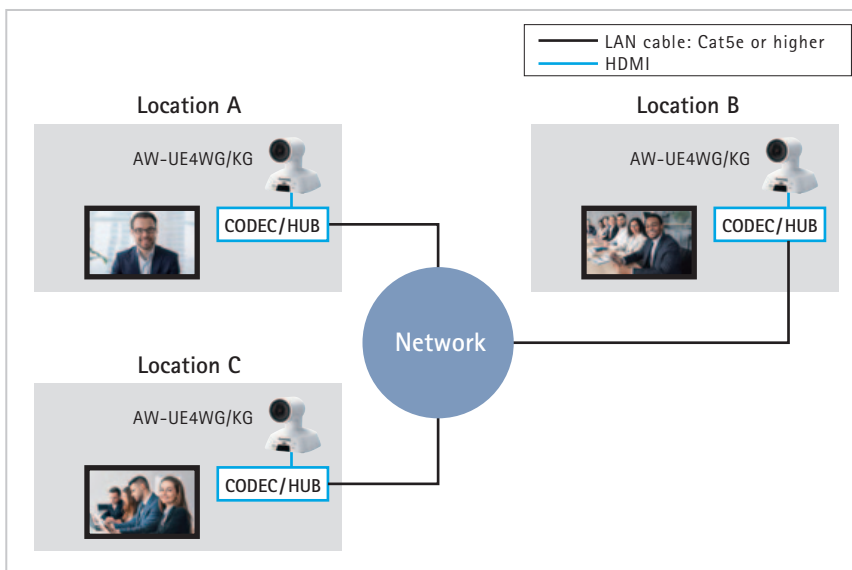 LAN cable: Cat5e or higher
HDMI
Location A
AW-UE4WG/KG
CODEC/HUB
Location B
AW-UE4WG/KG
CODEC/HUB
Network
Location C
AW-UE4WG/KG
CODEC/HUB